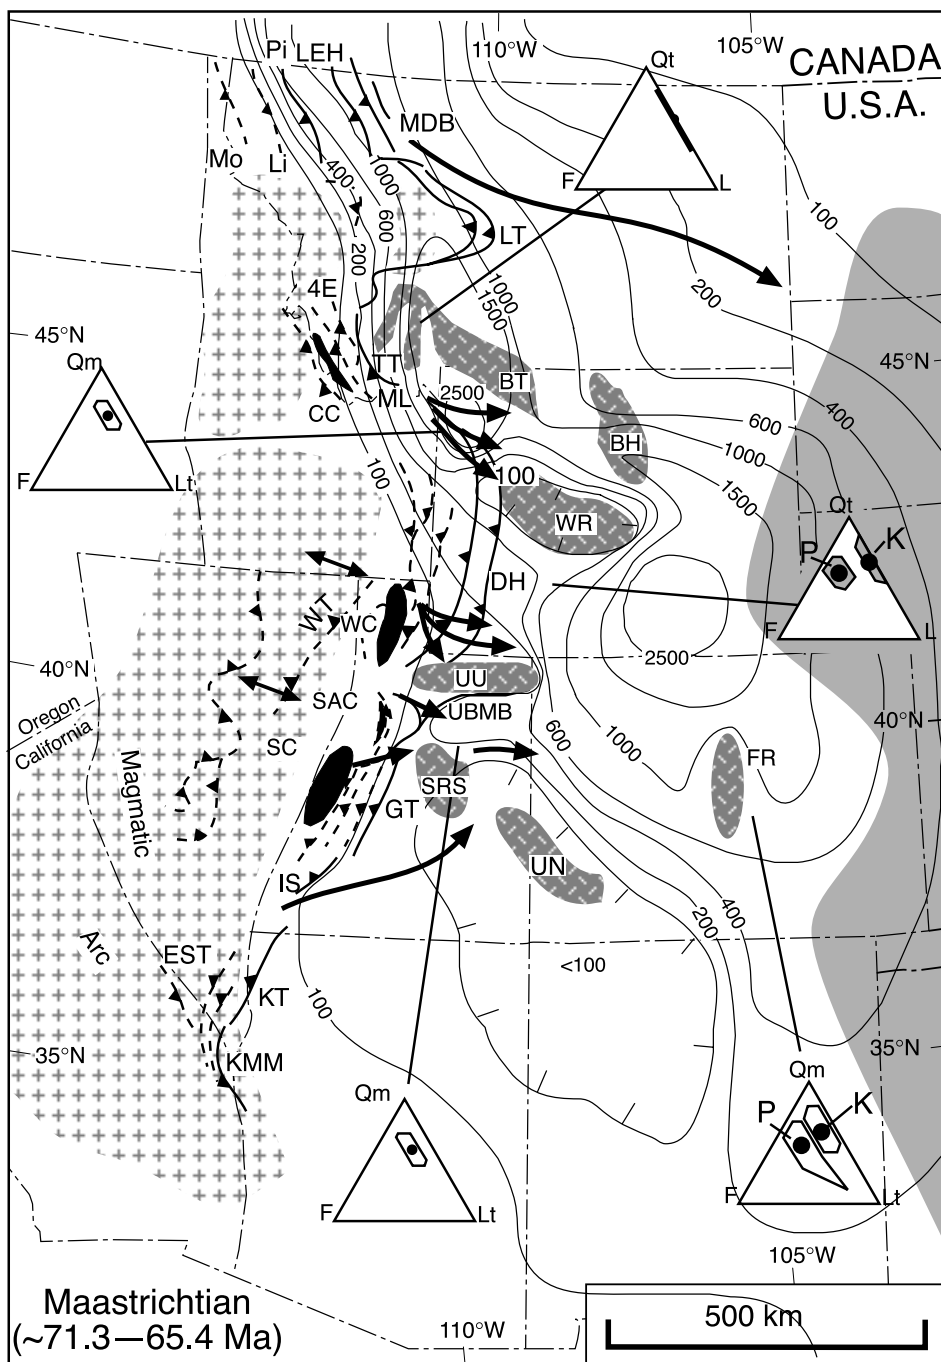 110°W
105°W
CANADA
U.S.A.
Pi
LEH
Qt
MDB
F
L
Mo
Li
400
1000
600
200
LT
100
200
4E
1000
1500
45°N
45°N
Qm
TT
BT
2500
ML
CC
400
600
BH
1000
F
Lt
100
100
1500
WR
Qt
P
K
DH
WT
WC
F
L
2500
40°N
UU
SAC
UBMB
40°N
Oregon
California
SC
600
1000
FR
Magmatic
SRS
GT
UN
IS
200
400
Arc
EST
<100
KT
100
35°N
35°N
KMM
Qm
Qm
P
K
F
Lt
F
Lt
105°W
Maastrichtian
(~71.3—65.4 Ma)
110°W
500 km